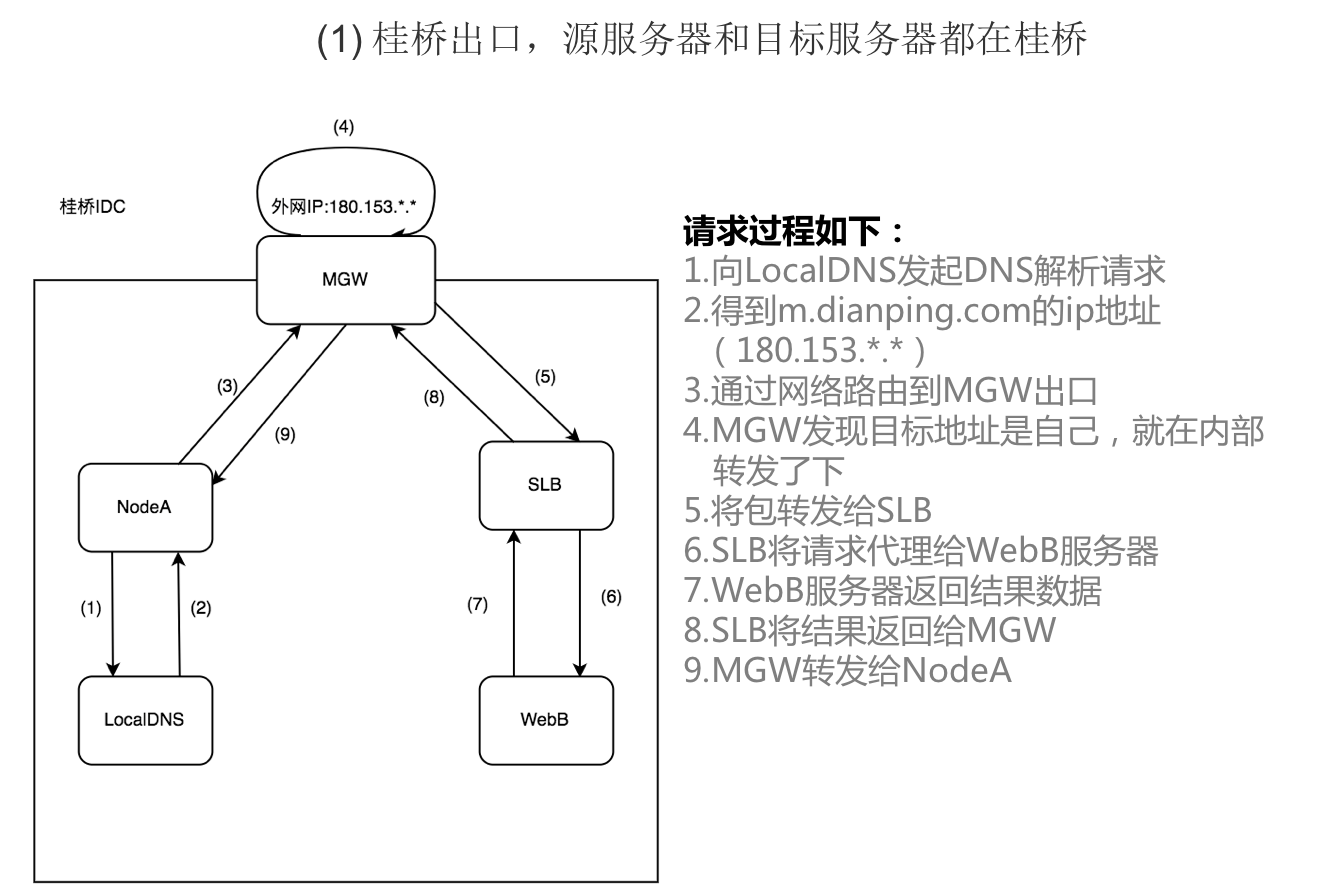 (1) 桂桥出口，源服务器和目标服务器都在桂桥
(4)
桂桥IDC
外网IP:180.153.*.*
MGW
(3)
(9)
(8)
(5)
NodeA
SLB
(1)
(2)
(7)
(6)
LocalDNS
WebB
请求过程如下：
1.向LocalDNS发起DNS解析请求
2.得到m.dianping.com的ip地址
（180.153.*.*）
3.通过网络路由到MGW出口
4.MGW发现目标地址是自己，就在内部
转发了下
5.将包转发给SLB
6.SLB将请求代理给WebB服务器
7.WebB服务器返回结果数据
8.SLB将结果返回给MGW
9.MGW转发给NodeA